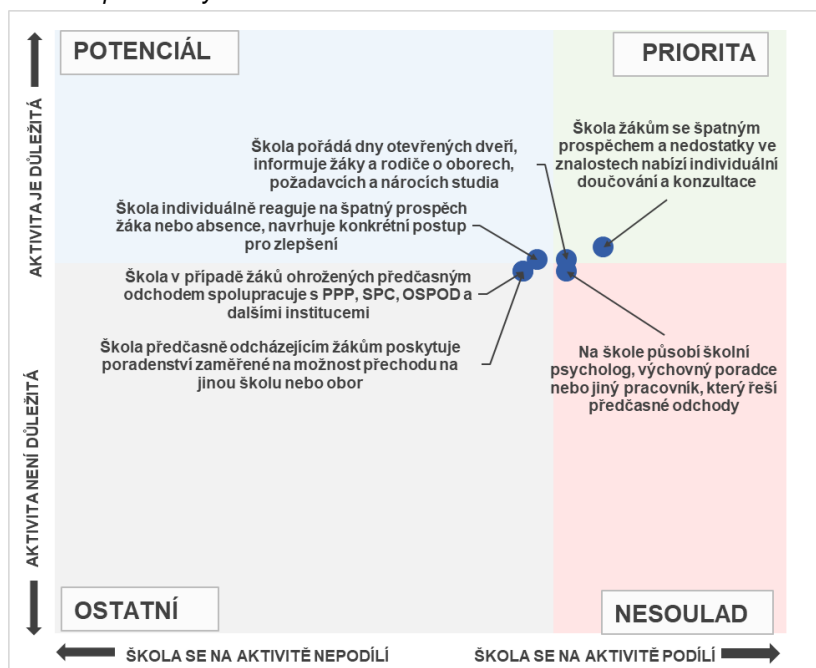 POTENCIÁL
PRIORITA
Škola pořádá dny otevřených dveří,
informuje žáky a rodiče o oborech,
požadavcích a nárocích studia
Škola žákům se špatným
prospěchem a nedostatky ve
znalostech nabízí individuální
doučování a konzultace
Škola individuálně reaguje na špatný prospěch
žáka nebo absence, navrhuje konkrétní postup
pro zlepšení
Škola v případě žáků ohrožených předčasným
odchodem spolupracuje s PPP, SPC, OSPOD a
dalšími institucemi
Škola předčasně odcházejícím žákům poskytuje
poradenství zaměřené na možnost přechodu na
jinou školu nebo obor
Na škole působí školní
psycholog, výchovný poradce
nebo jiný pracovník, který řeší
předčasné odchody
AKTIVITA JE DŮLEŽITÁ
AKTIVITA NENÍ DŮLEŽITÁ
OSTATNÍ
NESOULAD
ŠKOLA SE NA AKTIVITĚ NEPODÍLÍ
ŠKOLA SE NA AKTIVITĚ PODÍLÍ